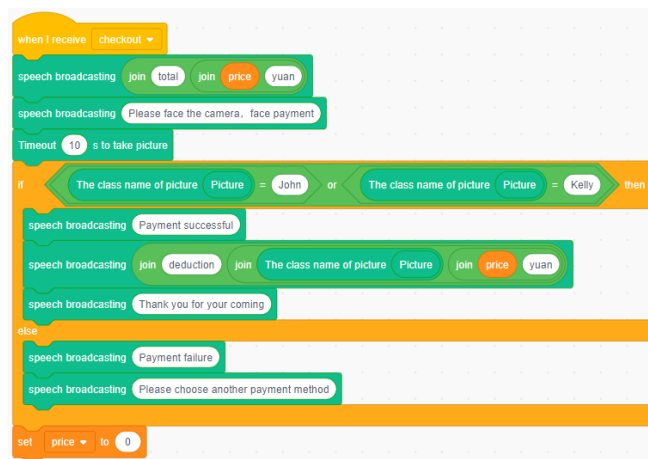 when I receive checkout
speech broadcasting join total join price yuan
speech broadcasting Please face the camera, face payment
Timeout 10 s to take picture
if The class name of picture Picture = John or The class name of picture Picture = Kelly then
speech broadcasting Payment successful
speech broadcasting join deduction join The class name of picture Picture join price yuan
speech broadcasting Thank you for your coming
else
speech broadcasting Payment failure
speech broadcasting Please choose another payment method
set price to 0